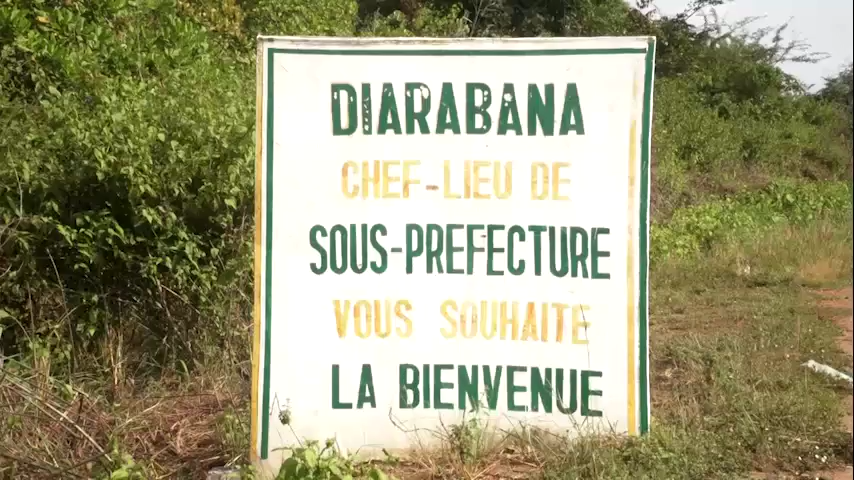 DIARABANA
CHEF-LIEU DE
SOUS-PREFECTURE
VOUS SOUHAITE
LA BIENVENUE